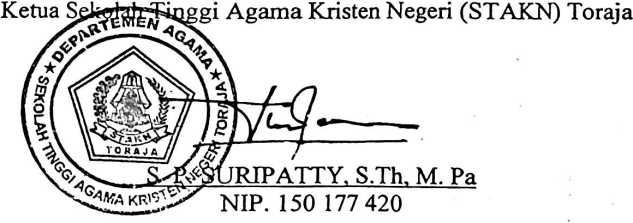 Ketua Sekolah Tinggi Agama Kristen Negeri (STAKN) Toraja
DEPARTEMEN AGAMA
SEKOLAH TINGGI AGAMA KRISTEN NEGERI TORAJA
STAKN
TORAJA
S. P. SURIPATTY, S.Th, M. Pa
NIP. 150 177 420